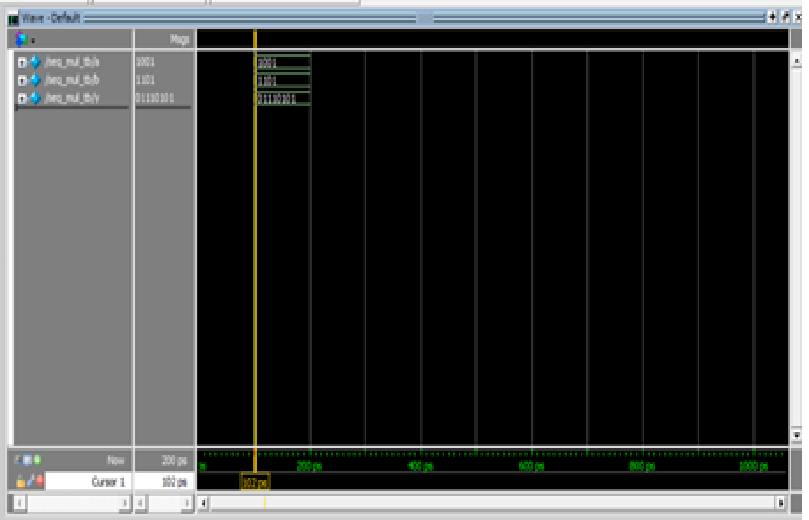 Wave - Default
Msgs
/seq_mul_tb/a 1001 1001
/seq_mul_tb/b 1101 1101
/seq_mul_tb/y 01110101 01110101
Now 200 ps ps 200 ps 400 ps 600 ps 800 ps 1000 ps
Cursor 1 102 ps 102 ps